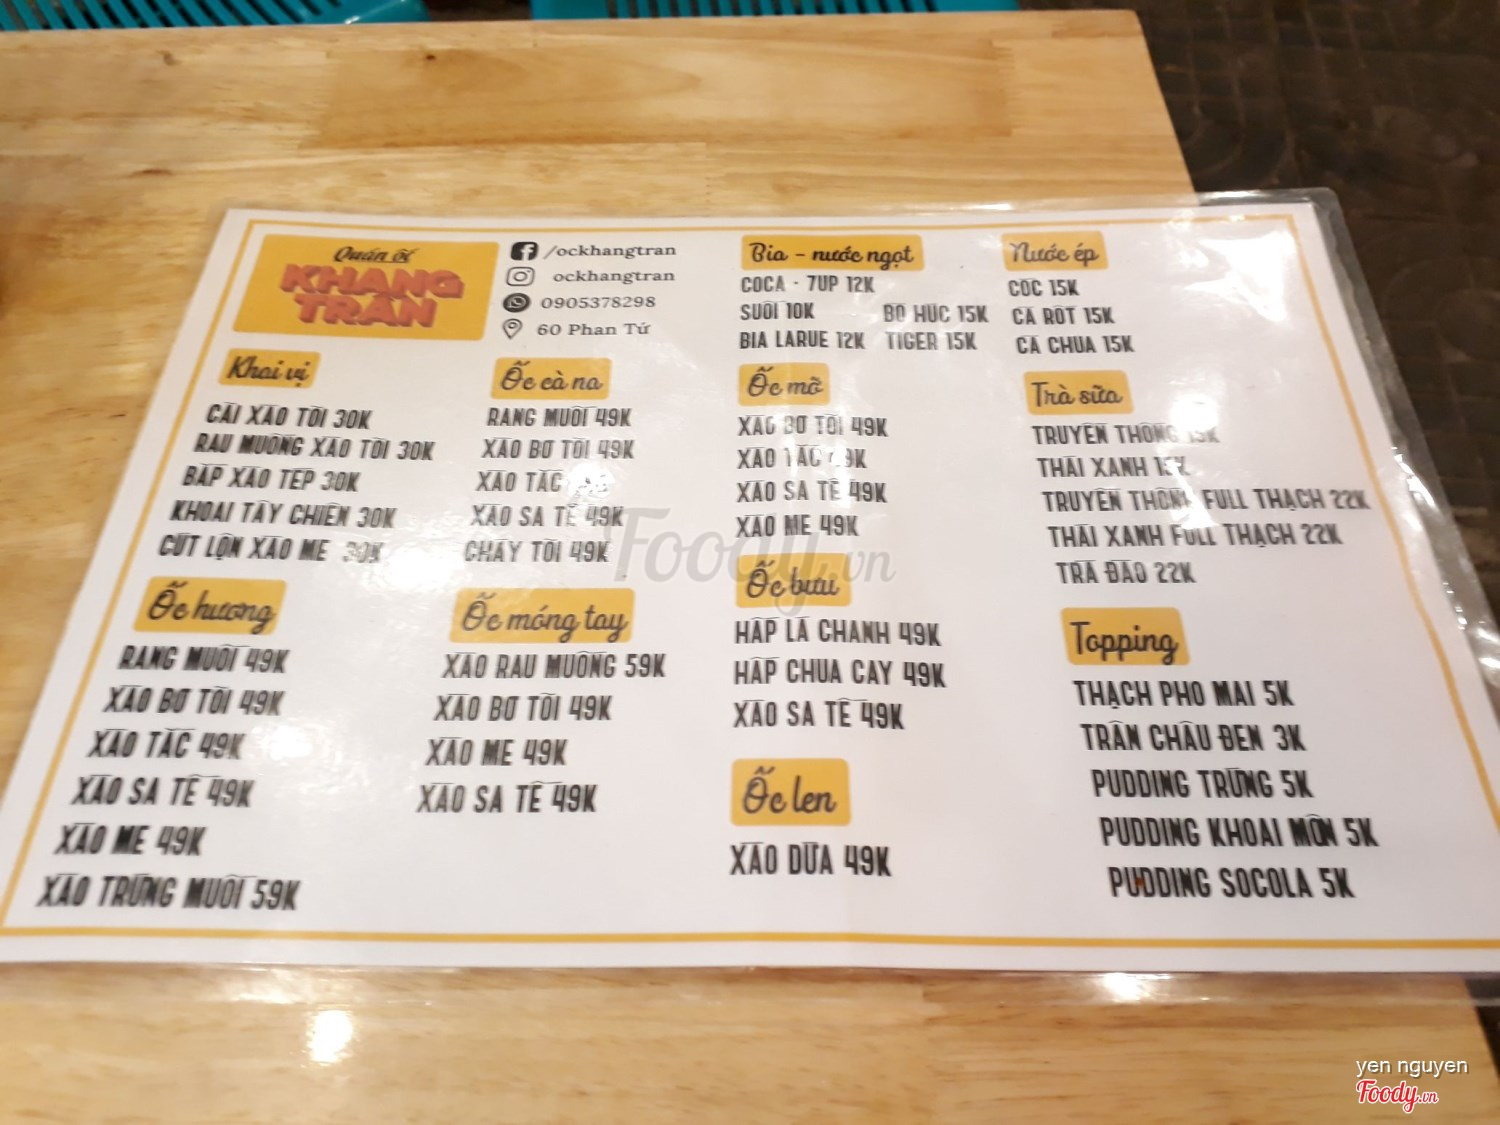 Quán ốc
KHANG
TRÂN
/ockhangtran
ockhangtran
0905378298
60 Phan Tứ
Khai vị
CẢI XÀO TỎI 30K
RAU MUỐNG XÀO TỎI 30K
BẮP XÀO TÉP 30K
KHOAI TÂY CHIÊN 30K
CÚT LỘN XÀO ME 30K
Ốc hương
RANG MUỐI 49K
XÀO BƠ TỎI 49K
XÀO TẮC 49K
XÀO SA TẾ 49K
XÀO ME 49K
XÀO TRỨNG MUỐI 59K
Ốc cà na
RANG MUỐI 49K
XÀO BƠ TỎI 49K
XÀO TẮC
XÀO SA TẾ 49K
CHÁY TỎI 49K
Ốc móng tay
XÀO RAU MUỐNG 59K
XÀO BƠ TỎI 49K
XÀO ME 49K
XÀO SA TẾ 49K
Bia - nước ngọt
COCA - 7UP 12K
SUỐI 10K BÒ HÚC 15K
BIA LARUE 12K TIGER 15K
Ốc mỡ
XÀO BƠ TỎI 49K
XÀO TẮC 49K
XÀO SA TẾ 49K
XÀO ME 49K
Ốc bươu
HẤP LÁ CHANH 49K
HẤP CHUA CAY 49K
XÀO SA TẾ 49K
Ốc len
XÀO DỪA 49K
Nước ép
CÓC 15K
CÀ RỐT 15K
CÀ CHUA 15K
Trà sữa
TRUYỀN THỐNG 15K
THÁI XANH 15K
TRUYỀN THỐNG FULL THẠCH 22K
THÁI XANH FULL THẠCH 22K
TRÀ ĐÀO 22K
Topping
THẠCH PHO MAI 5K
TRÂN CHÂU ĐEN 3K
PUDDING TRỨNG 5K
PUDDING KHOAI MÔN 5K
PUDDING SOCOLA 5K
Foody.vn
yen nguyen
Foody.vn